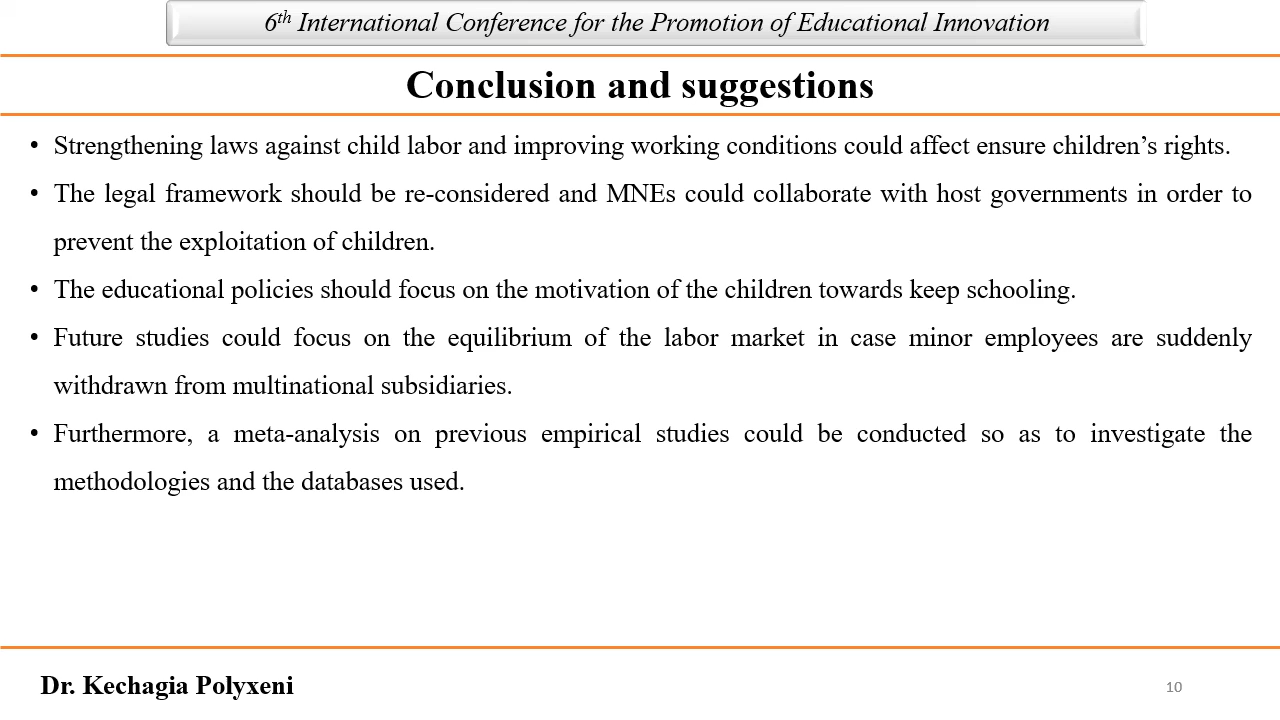 6th International Conference for the Promotion of Educational Innovation
Conclusion and suggestions
• Strengthening laws against child labor and improving working conditions could affect ensure children’s rights.
• The legal framework should be re-considered and MNEs could collaborate with host governments in order to
prevent the exploitation of children.
• The educational policies should focus on the motivation of the children towards keep schooling.
• Future studies could focus on the equilibrium of the labor market in case minor employees are suddenly
withdrawn from multinational subsidiaries.
• Furthermore, a meta-analysis on previous empirical studies could be conducted so as to investigate the
methodologies and the databases used.
Dr. Kechagia Polyxeni
10